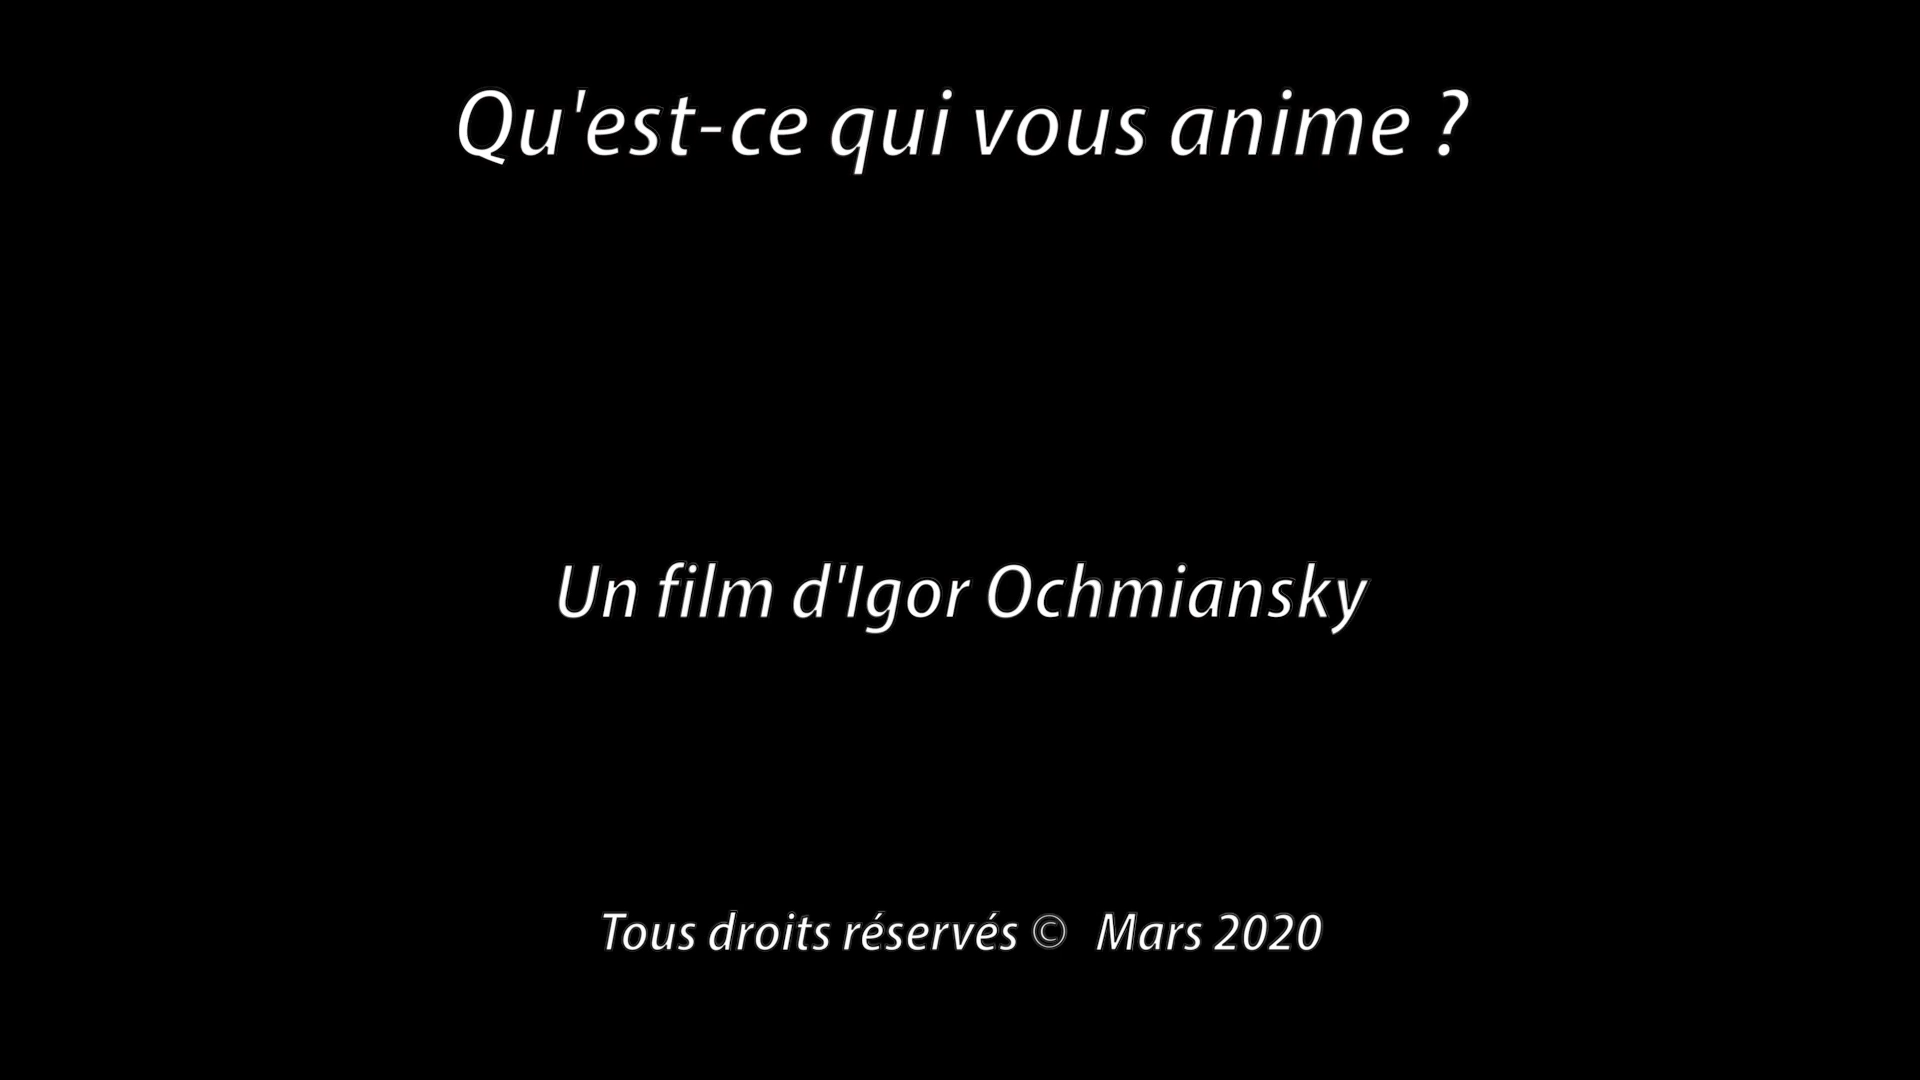 Qu'est-ce qui vous anime ?
Un film d'Igor Ochmiansky
Tous droits réservés © Mars 2020